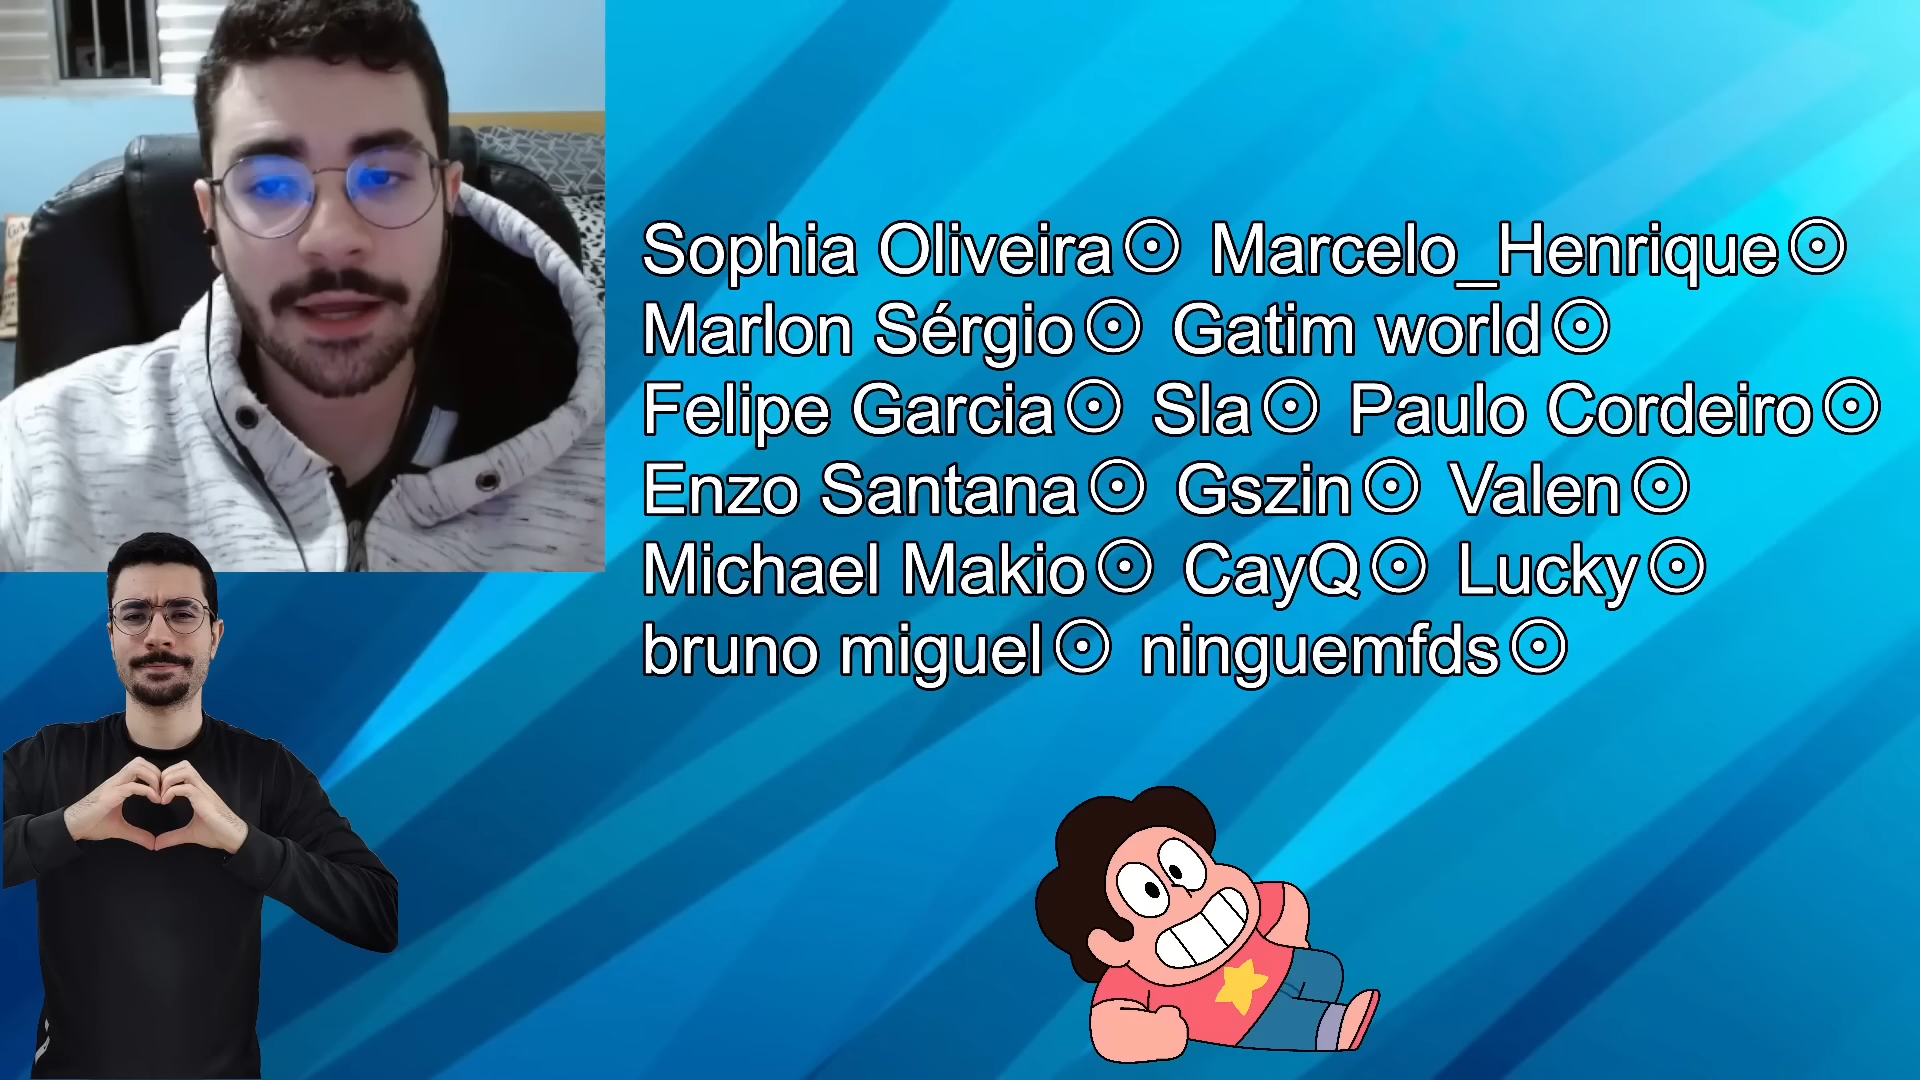 Sophia Oliveira☉ Marcelo_Henrique☉
Marlon Sérgio☉ Gatim world☉
Felipe Garcia☉ Sla☉ Paulo Cordeiro☉
Enzo Santana☉ Gszin☉ Valen☉
Michael Makio☉ CayQ☉ Lucky☉
bruno miguel☉ ninguemfds☉